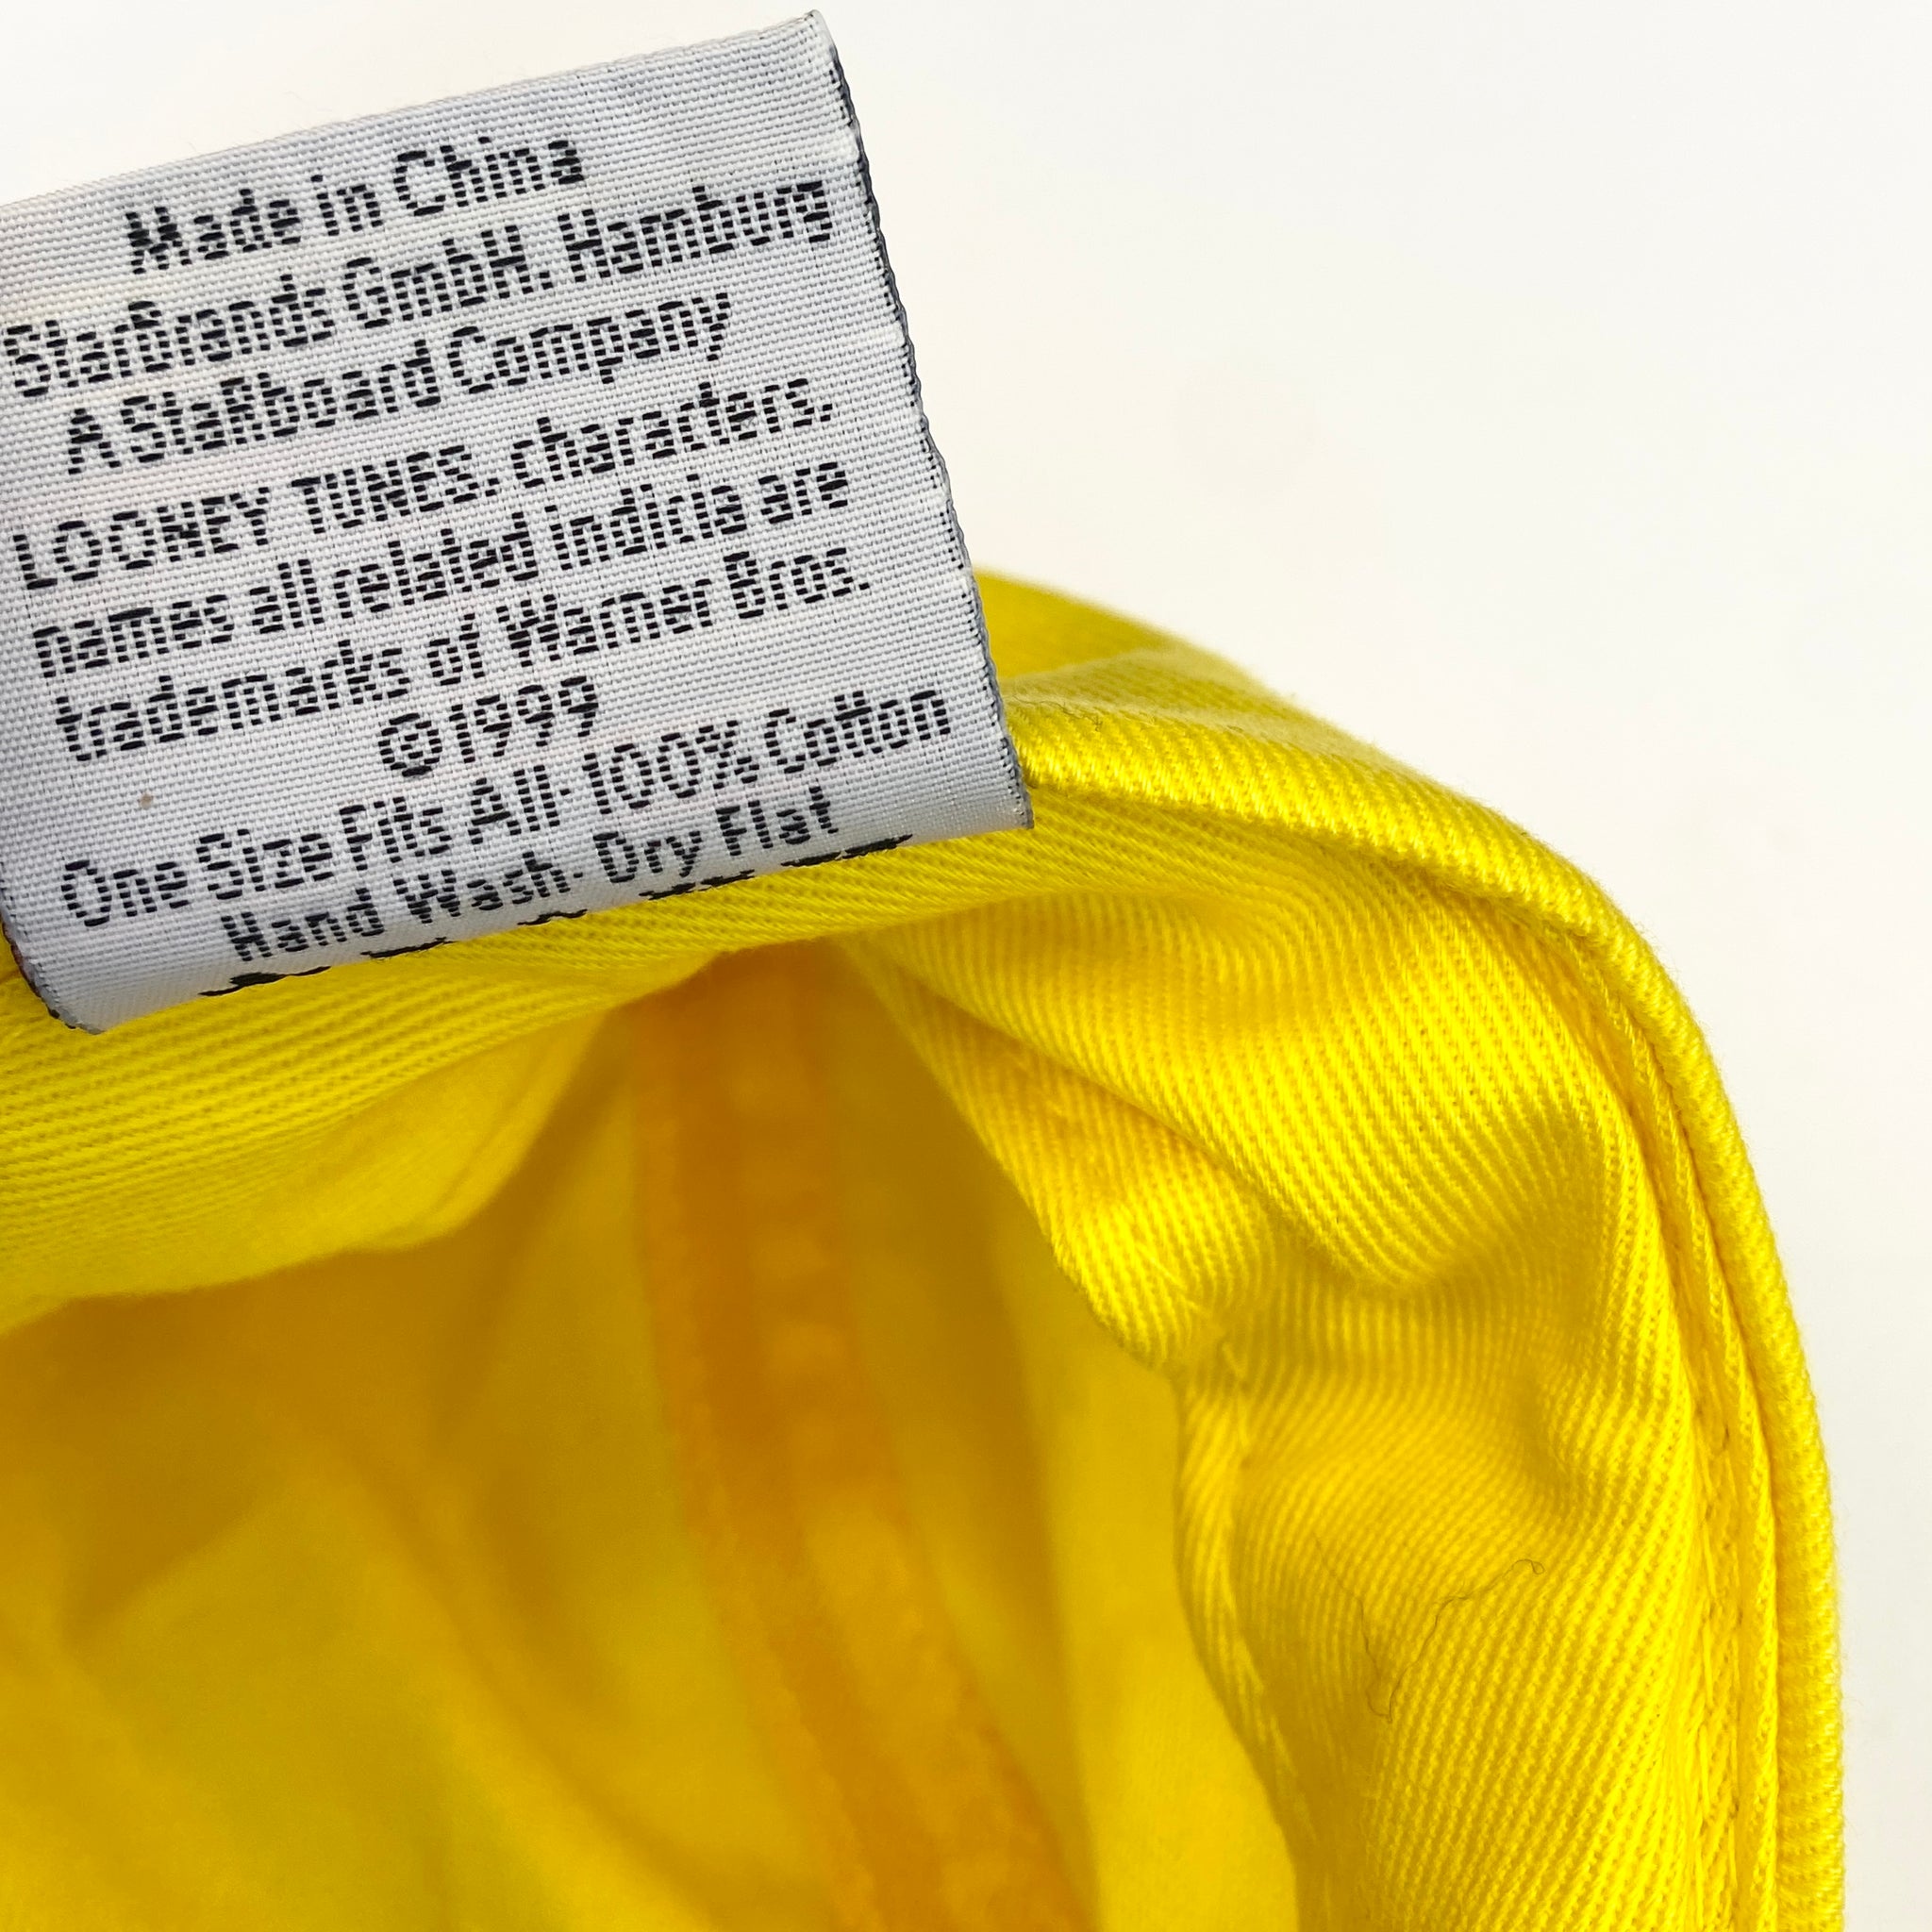 Made in China
StarBrands GmbH. Hamburg
A StaRboard Company
LOONEY TUNES. characters.
names all related indiria are
trademarks of Warner Bros.
©1999
One Size Fits All· 100% Cotton
Hand Wash· Dry Flat